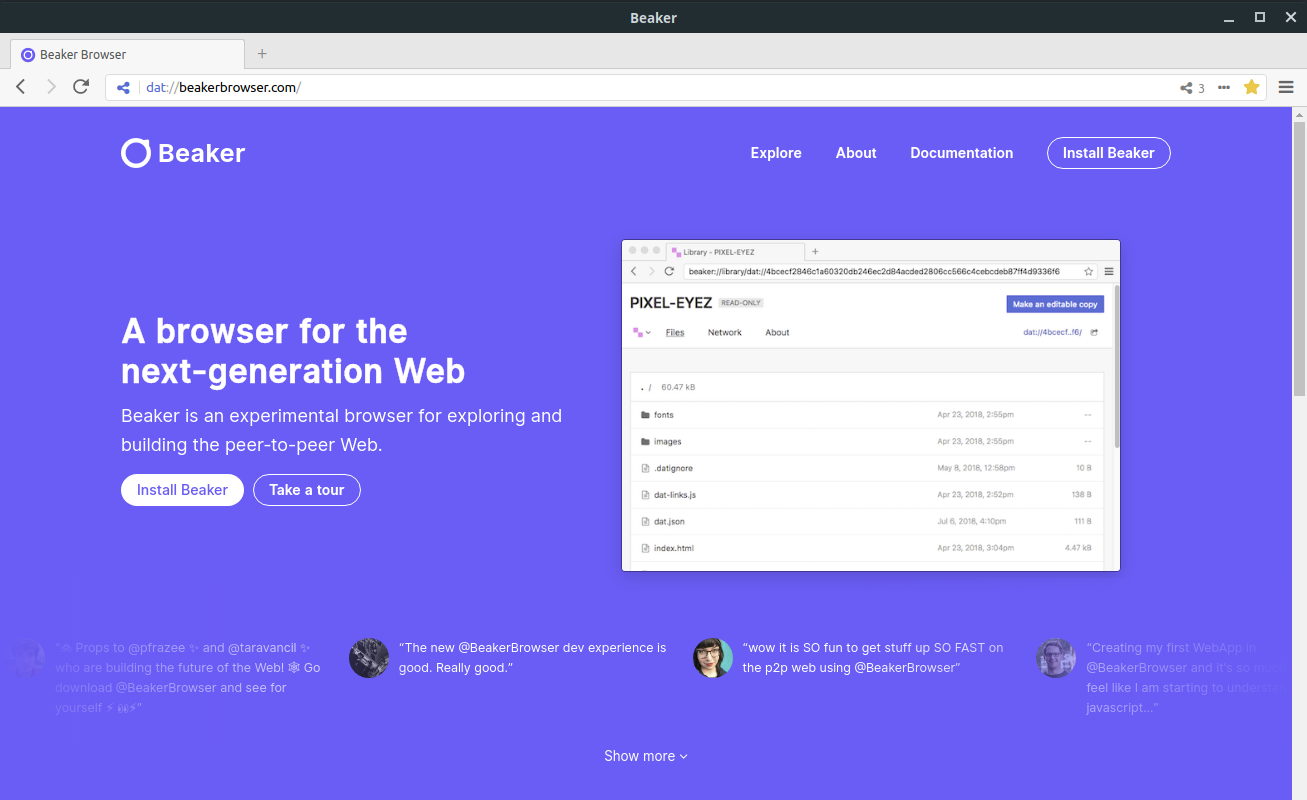 Beaker
Beaker Browser
dat://beakerbrowser.com/
3
Beaker
Explore
About
Documentation
Install Beaker
A browser for the
next-generation Web
Beaker is an experimental browser for exploring and
building the peer-to-peer Web.
Install Beaker
Take a tour
Library - PIXEL-EYEZ
beaker://library/dat://4bcecf2846c1a60320db246ec2d84acded2806cc566c4cebcdeb87ff4d9336f6
PIXEL-EYEZ
READ-ONLY
Make an editable copy
Files
Network
About
dat://4bcecf..f6/
. / 60.47 kB
fonts Apr 23, 2018, 2:55pm --
images Apr 23, 2018, 2:55pm --
.datignore May 8, 2018, 12:58pm 10 B
dat-links.js Apr 23, 2018, 2:52pm 138 B
dat.json Jul 6, 2018, 4:10pm 111 B
index.html Apr 23, 2018, 3:04pm 4.47 kB
Props to @pfrazee ✨ and @taravancil ✨
who are building the future of the Web! 🕸 Go
download @BeakerBrowser and see for
yourself ⚡ 👀⚡”
“The new @BeakerBrowser dev experience is
good. Really good.”
“wow it is SO fun to get stuff up SO FAST on
the p2p web using @BeakerBrowser”
“Creating my first WebApp in
@BeakerBrowser and it's so much
feel like I am starting to
javascript...”
Show more